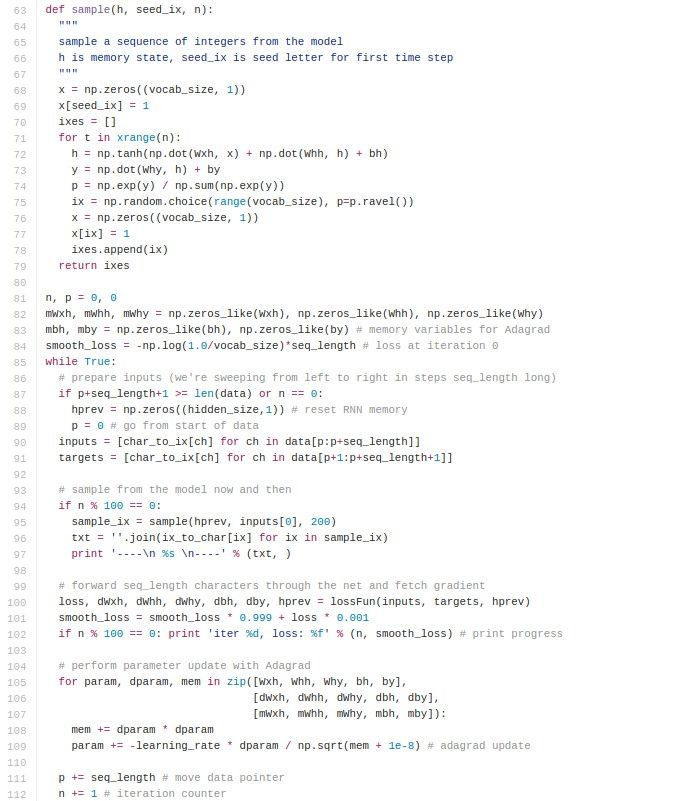 63 def sample(h, seed_ix, n):
64   """
65   sample a sequence of integers from the model
66   h is memory state, seed_ix is seed letter for first time step
67   """
68   x = np.zeros((vocab_size, 1))
69   x[seed_ix] = 1
70   ixes = []
71   for t in xrange(n):
72     h = np.tanh(np.dot(Wxh, x) + np.dot(Whh, h) + bh)
73     y = np.dot(Why, h) + by
74     p = np.exp(y) / np.sum(np.exp(y))
75     ix = np.random.choice(range(vocab_size), p=p.ravel())
76     x = np.zeros((vocab_size, 1))
77     x[ix] = 1
78     ixes.append(ix)
79   return ixes
80
81 n, p = 0, 0
82 mWxh, mWhh, mWhy = np.zeros_like(Wxh), np.zeros_like(Whh), np.zeros_like(Why)
83 mbh, mby = np.zeros_like(bh), np.zeros_like(by) # memory variables for Adagrad
84 smooth_loss = -np.log(1.0/vocab_size)*seq_length # loss at iteration 0
85 while True:
86   # prepare inputs (we're sweeping from left to right in steps seq_length long)
87   if p+seq_length+1 >= len(data) or n == 0:
88     hprev = np.zeros((hidden_size,1)) # reset RNN memory
89     p = 0 # go from start of data
90   inputs = [char_to_ix[ch] for ch in data[p:p+seq_length]]
91   targets = [char_to_ix[ch] for ch in data[p+1:p+seq_length+1]]
92
93   # sample from the model now and then
94   if n % 100 == 0:
95     sample_ix = sample(hprev, inputs[0], 200)
96     txt = ''.join(ix_to_char[ix] for ix in sample_ix)
97     print '----\n %s \n----' % (txt, )
98
99   # forward seq_length characters through the net and fetch gradient
100   loss, dWxh, dWhh, dWhy, dbh, dby, hprev = lossFun(inputs, targets, hprev)
101   smooth_loss = smooth_loss * 0.999 + loss * 0.001
102   if n % 100 == 0: print 'iter %d, loss: %f' % (n, smooth_loss) # print progress
103
104   # perform parameter update with Adagrad
105   for param, dparam, mem in zip([Wxh, Whh, Why, bh, by],
106                                 [dWxh, dWhh, dWhy, dbh, dby],
107                                 [mWxh, mWhh, mWhy, mbh, mby]):
108     mem += dparam * dparam
109     param += -learning_rate * dparam / np.sqrt(mem + 1e-8) # adagrad update
110
111   p += seq_length # move data pointer
112   n += 1 # iteration counter